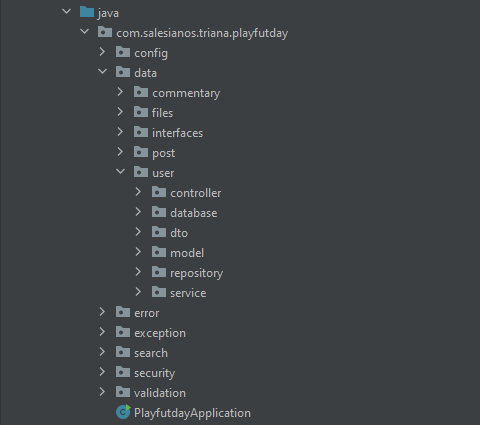 java
com.salesianos.triana.playfutday
config
data
commentary
files
interfaces
post
user
controller
database
dto
model
repository
service
error
exception
search
security
validation
PlayfutdayApplication